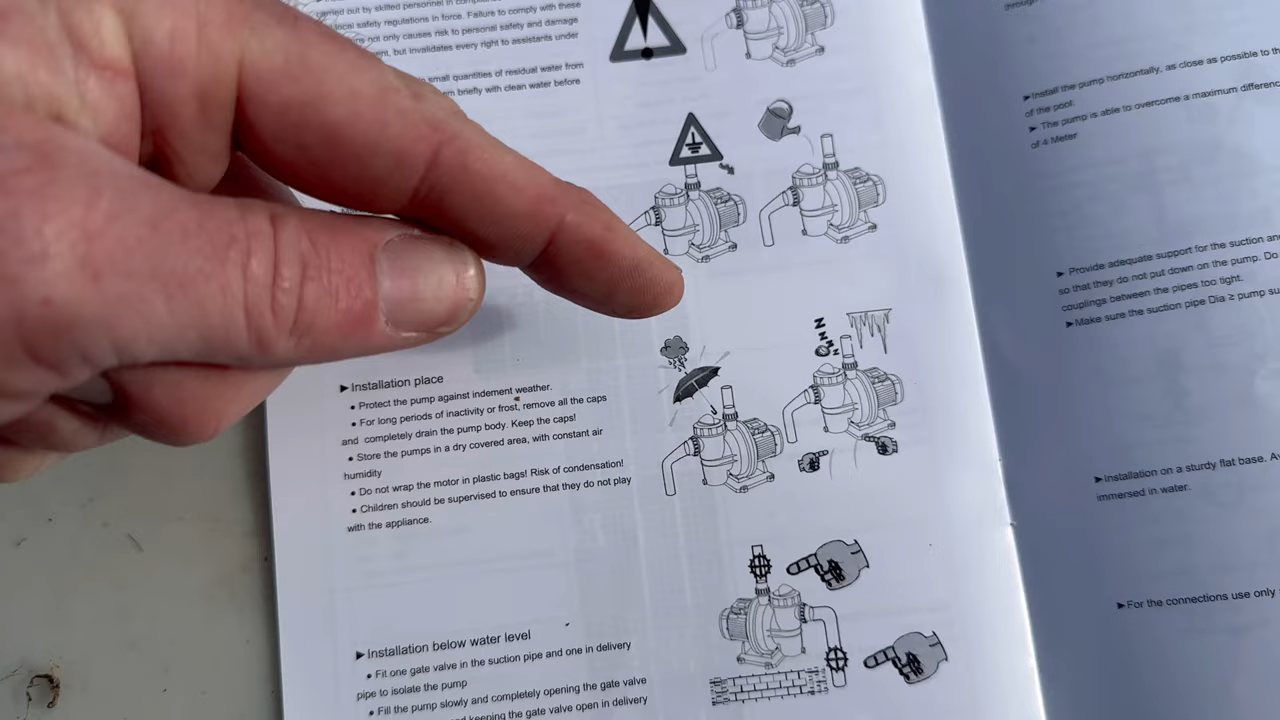 out by skilled personnel in
local safety regulations in force. Failure to comply with these
not only causes risk to personal safety and damage
but invalidates every right to assistants under
small quantities of residual water from
briefly with clean water before
►Installation place
• Protect the pump against indement weather.
• For long periods of inactivity or frost, remove all the caps
and completely drain the pump body. Keep the caps!
• Store the pumps in a dry covered area, with constant air
humidity
• Do not wrap the motor in plastic bags! Risk of condensation!
• Children should be supervised to ensure that they do not play
with the appliance.
►Installation below water level
• Fit one gate valve in the suction pipe and one in delivery
pipe to isolate the pump
• Fill the pump slowly and completely opening the gate valve
keeping the gate valve open in delivery
z
z
z
z
►Install the pump horizontally, as close as possible to
of the pool.
► The pump is able to overcome a maximum
of 4 Meter
► Provide adequate support for the suction
so that they do not put down on the pump. Do
couplings between the pipes too tight.
►Make sure the suction pipe Dia ≥ pump
►Installation on a sturdy flat base.
immersed in water.
►For the connections use only